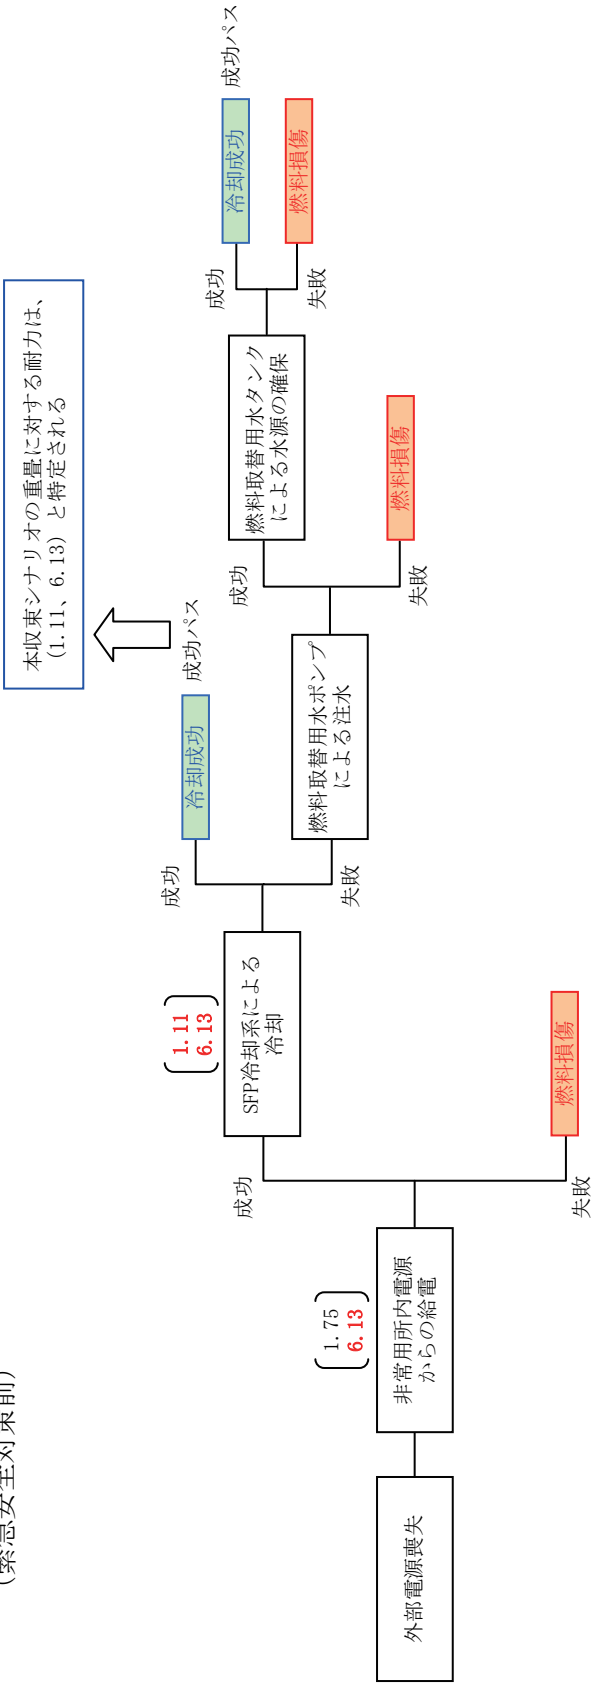 (緊急安全対策前)
外部電源喪失
1.75
6.13
非常用所内電源
からの給電
成功
失敗
燃料損傷
1.11
6.13
SFP冷却系による
冷却
成功
冷却成功
成功パス
失敗
本収束シナリオの重畳に対する耐力は、
(1.11、6.13)と特定される
燃料取替用水ポンプ
による注水
成功
失敗
燃料損傷
燃料取替用水タンク
による水源の確保
成功
冷却成功
成功パス
失敗
燃料損傷